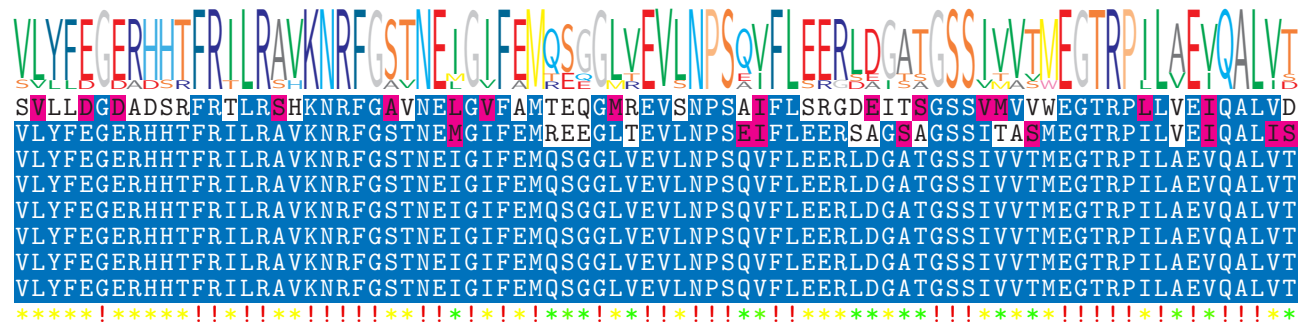 VLYFEGERHHTFRILRAVKNRFGSTNEIGIFEMQSGGLVEVLNPSQVFLEERLDGATGSSIVVTMEGTRPILAEVQALVT
SVLLDGDADSRFRTLRSHKNRFGAVNELGVFAMTEQGMREVSNPSAIFLSRGDEITSGSSVMVVWEGTRPLLVEIQALVD
VLYFEGERHHTFRILRAVKNRFGSTNEMGIFEMREEGLTEVLNPSEIFLEERSAGSAGSSITASMEGTRPILVEIQALIS
VLYFEGERHHTFRILRAVKNRFGSTNEIGIFEMQSGGLVEVLNPSQVFLEERLDGATGSSIVVTMEGTRPILAEVQALVT
VLYFEGERHHTFRILRAVKNRFGSTNEIGIFEMQSGGLVEVLNPSQVFLEERLDGATGSSIVVTMEGTRPILAEVQALVT
VLYFEGERHHTFRILRAVKNRFGSTNEIGIFEMQSGGLVEVLNPSQVFLEERLDGATGSSIVVTMEGTRPILAEVQALVT
VLYFEGERHHTFRILRAVKNRFGSTNEIGIFEMQSGGLVEVLNPSQVFLEERLDGATGSSIVVTMEGTRPILAEVQALVT
VLYFEGERHHTFRILRAVKNRFGSTNEIGIFEMQSGGLVEVLNPSQVFLEERLDGATGSSIVVTMEGTRPILAEVQALVT
VLYFEGERHHTFRILRAVKNRFGSTNEIGIFEMQSGGLVEVLNPSQVFLEERLDGATGSSIVVTMEGTRPILAEVQALVT
*****!*****!!*!!**!!!!!**!!*!*!*!***!**!!*!!!**!!********!!!*****!!!!!*!*!*!!!**